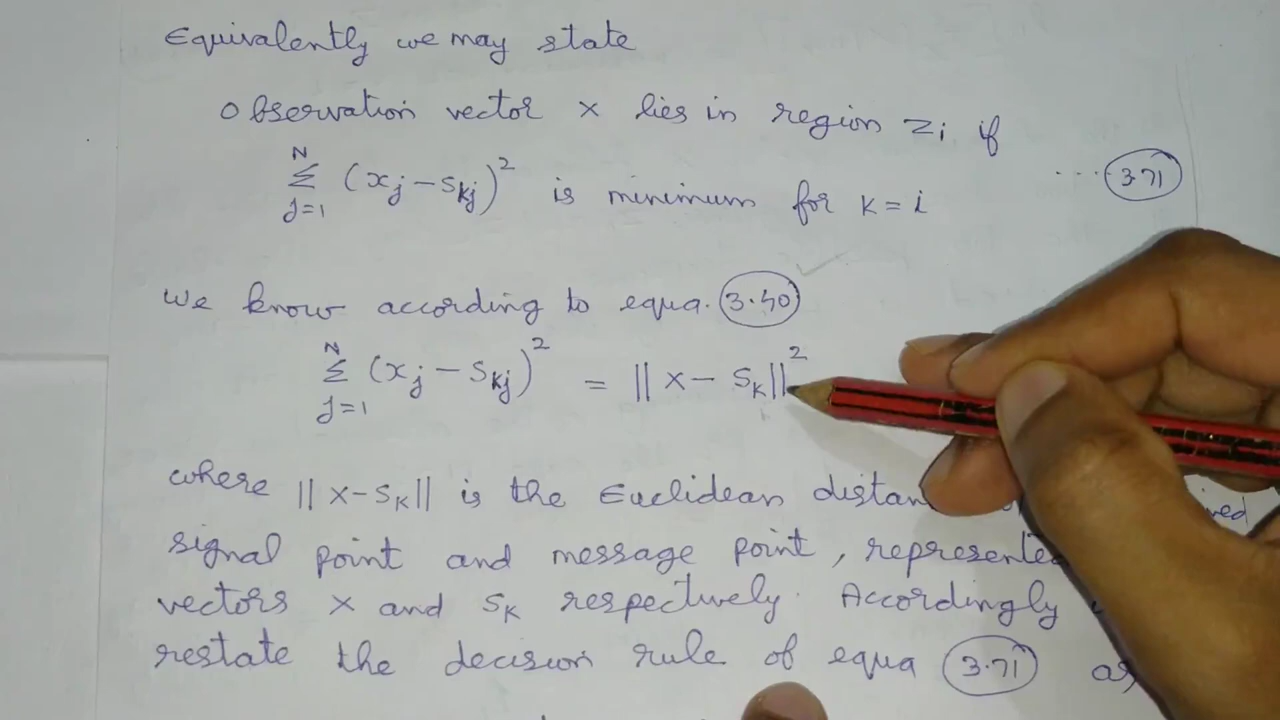 Equivalently we may state
Observation vector x lies in region Zi if
N Σ j=1 (xj - skj)² is minimum for k = i ···· 3.71
We know according to equa. 3.40
N Σ j=1 (xj - skj)² = || x - sk ||²
where || x - sk || is the Euclidean
signal point and message point,
vectors x and sk respectively. Accordingly
restate the decision rule of equa 3.71 as